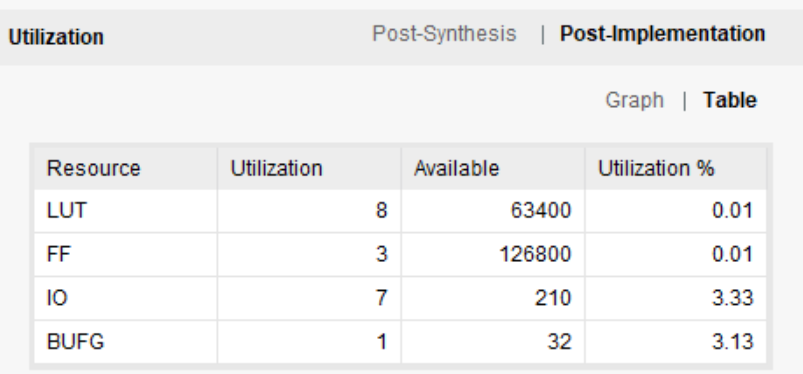 Utilization Post-Synthesis | Post-Implementation
Graph | Table
Resource Utilization Available Utilization %
LUT 8 63400 0.01
FF 3 126800 0.01
IO 7 210 3.33
BUFG 1 32 3.13